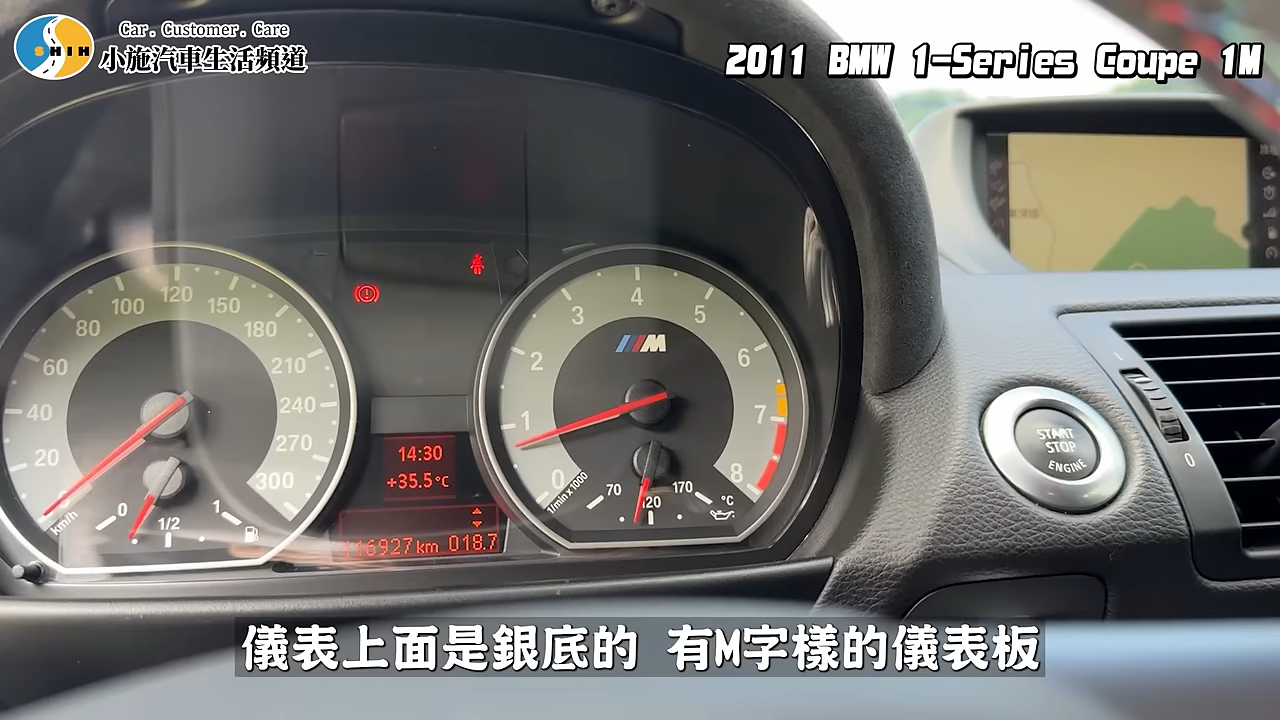 Car. Customer. Care
SHIH
小施汽車生活頻道
2011 BMW 1-Series Coupe 1M
20
40
60
80
100
120
150
180
210
240
270
300
km/h
0
1/2
1
14:30
+35.5°C
116927km 018.7
0
1
2
3
4
5
6
7
8
1/min x 1000
M
70
120
170
°C
START
STOP
ENGINE
0
儀表上面是銀底的 有M字樣的儀表板